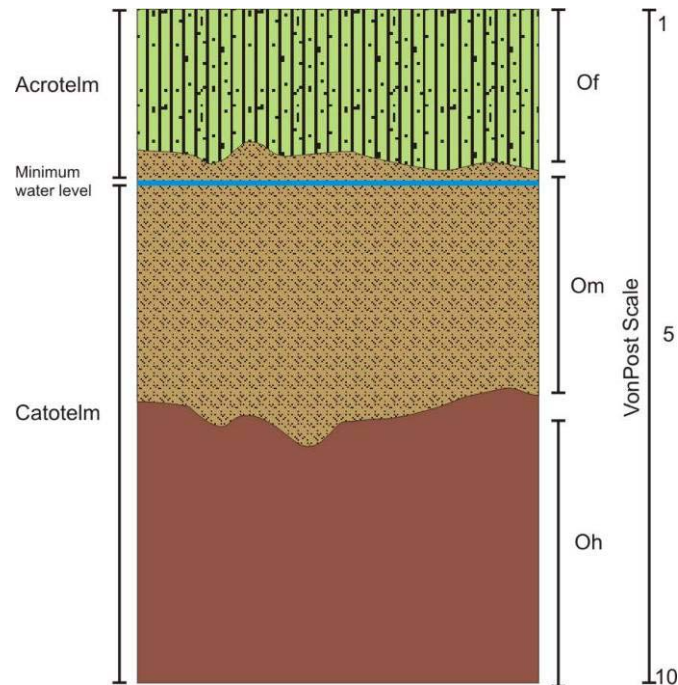 1
Acrotelm
Of
Minimum
water level
Om
VonPost Scale
5
Catotelm
Oh
10